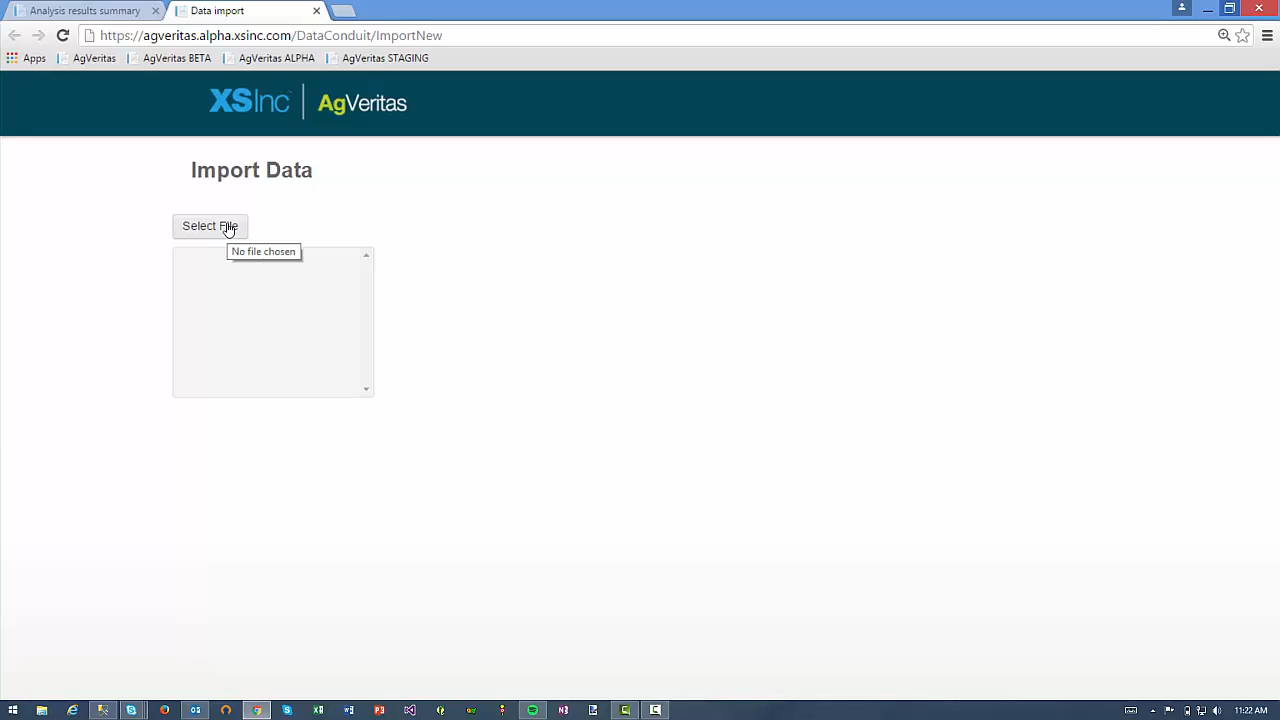 Analysis results summary
Data import
https://agveritas.alpha.xsinc.com/DataConduit/ImportNew
Apps AgVeritas AgVeritas BETA AgVeritas ALPHA AgVeritas STAGING
XSInc AgVeritas
Import Data
Select File
No file chosen
11:22 AM